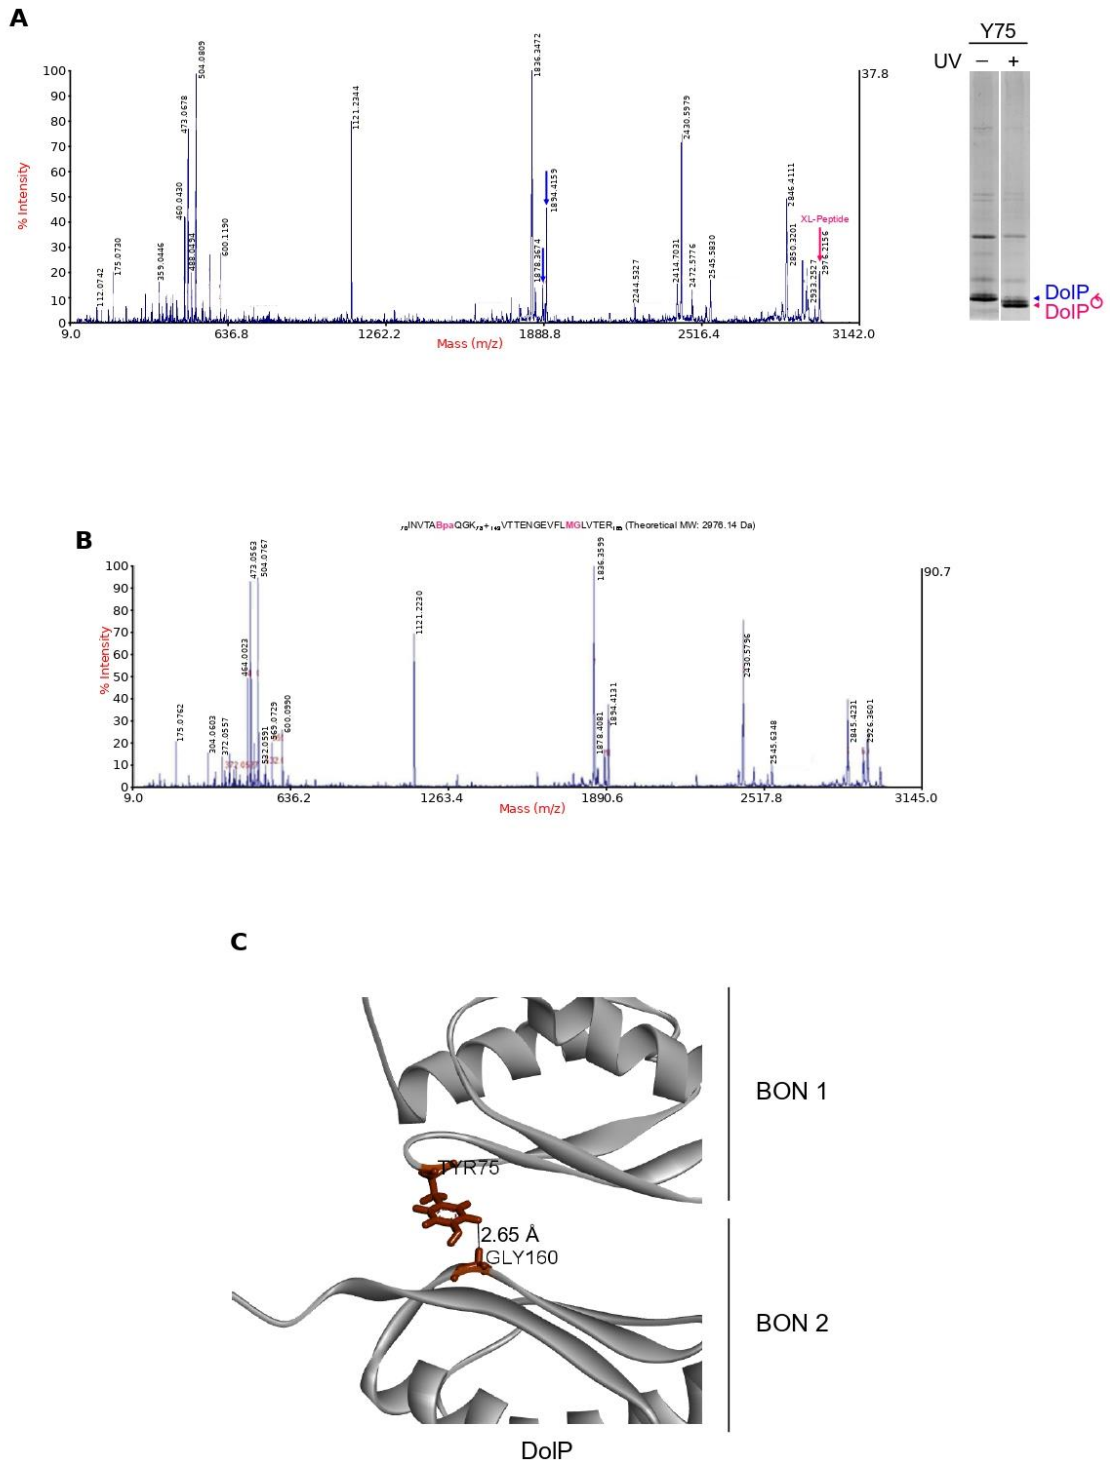 A
Y75
UV − +
100
90
80
70
60
50
40
30
20
10
0
% Intensity
112.0742
175.0730
359.0446
460.0430
473.0678
488.0494
504.0809
600.1190
1121.2344
1836.3472
1878.3674
1894.4159
2244.5327
2414.7031
2430.5979
2472.5776
2545.5830
2846.4111
2850.3201
2933.2527
2976.2156
XL-Peptide
37.8
9.0 636.8 1262.2 1888.8 2516.4 3142.0
Mass (m/z)
DolP
DolP
B
INVTABpaQGK + VTTENGEVFLMGLVTER (Theoretical MW: 2976.14 Da)
100
90
80
70
60
50
40
30
20
10
0
% Intensity
175.0762
304.0603
372.0557
464.0023
473.0563
504.0767
532.0591
569.0729
600.0990
1121.2230
1836.3599
1878.4081
1894.4131
2430.5796
2545.6348
2845.4231
2926.3601
90.7
9.0 636.2 1263.4 1890.6 2517.8 3145.0
Mass (m/z)
C
TYR75
2.65 Å
GLY160
BON 1
BON 2
DolP